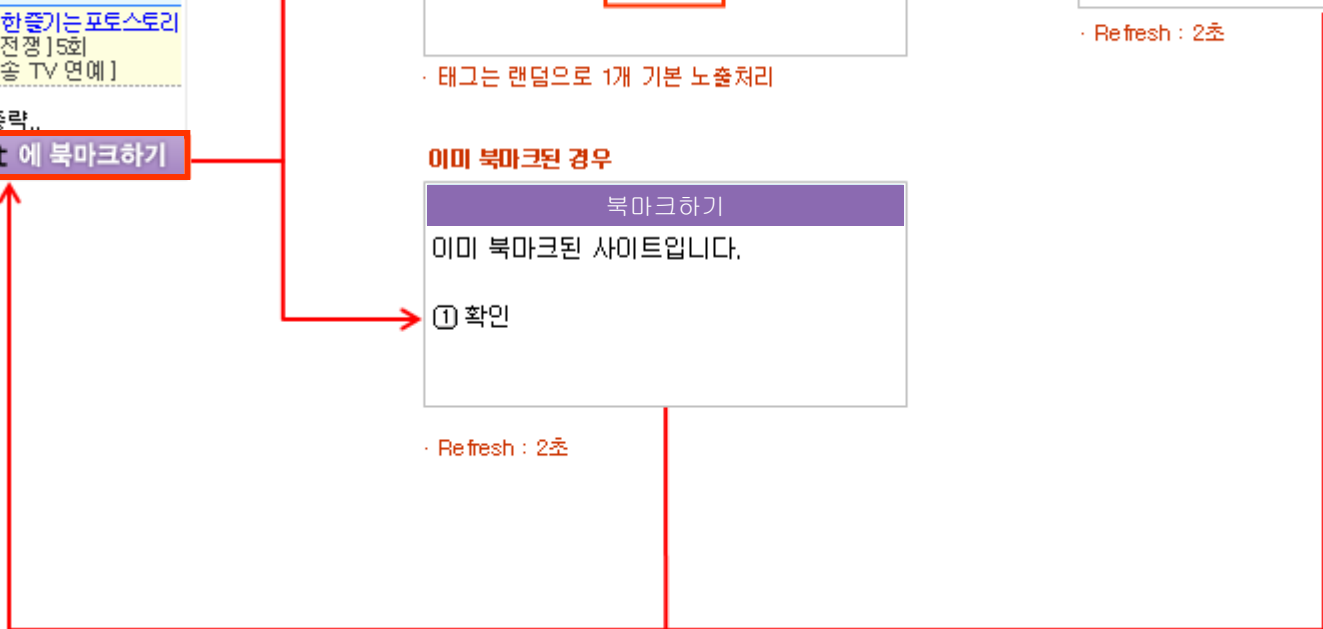 한즐기는포토스토리
전쟁]5회
송 TV 연예]
중략..
t 에 북마크하기
· 태그는 랜덤으로 1개 기본 노출처리
· Refresh : 2초
이미 북마크된 경우
북마크하기
이미 북마크된 사이트입니다.
① 확인
· Refresh : 2초